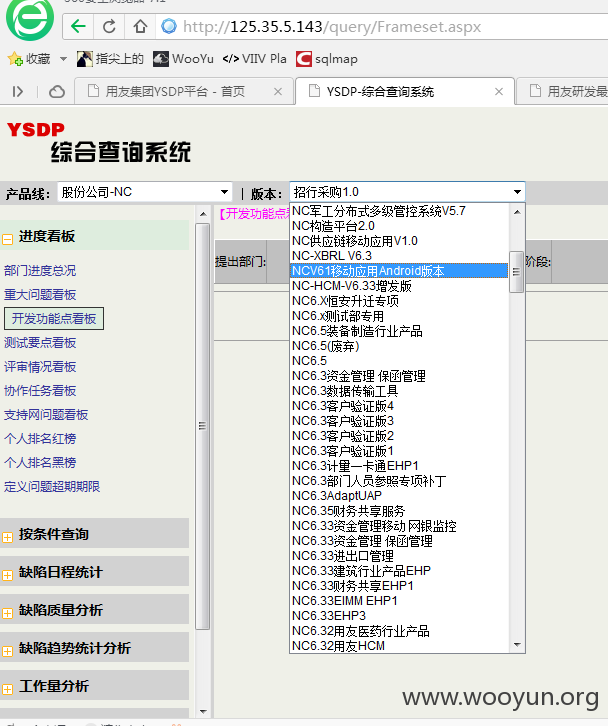 http://125.35.5.143/query/Frameset.aspx
收藏 指尖上的 WooYu </> VIIV Pla sqlmap
用友集团YSDP平台 - 首页 YSDP-综合查询系统 用友研发最
YSDP
综合查询系统
产品线: 股份公司-NC | 版本: 招行采购1.0
NC军工分布式多级管控系统V5.7
【开发功能点看
NC构造平台2.0
进度看板
NC供应链移动应用V1.0
NC-XBRL V6.3
提出部门: 阶段:
部门进度总况
NCV61移动应用Android版本
NC-HCM-V6.33增发版
重大问题看板
NC6.X恒安升迁专项
NC6.x测试部专用
开发功能点看板
NC6.5装备制造行业产品
测试要点看板
NC6.5(废弃)
NC6.5
评审情况看板
NC6.3资金管理 保函管理
协作任务看板
NC6.3数据传输工具
NC6.3客户验证版4
支持网问题看板
NC6.3客户验证版3
NC6.3客户验证版2
个人排名红榜
NC6.3客户验证版1
个人排名黑榜
NC6.3计量一卡通EHP1
NC6.3部门人员参照专项补丁
定义问题超期期限
NC6.3AdaptUAP
NC6.35财务共享服务
NC6.33资金管理移动 网银监控
按条件查询
NC6.33资金管理 保函管理
NC6.33进出口管理
缺陷日程统计
NC6.33建筑行业产品EHP
NC6.33财务共享EHP1
NC6.33EIMM EHP1
缺陷质量分析
NC6.33EHP3
NC6.32用友医药行业产品
缺陷趋势统计分析
NC6.32用友HCM
工作量分析
www.wooyun.org